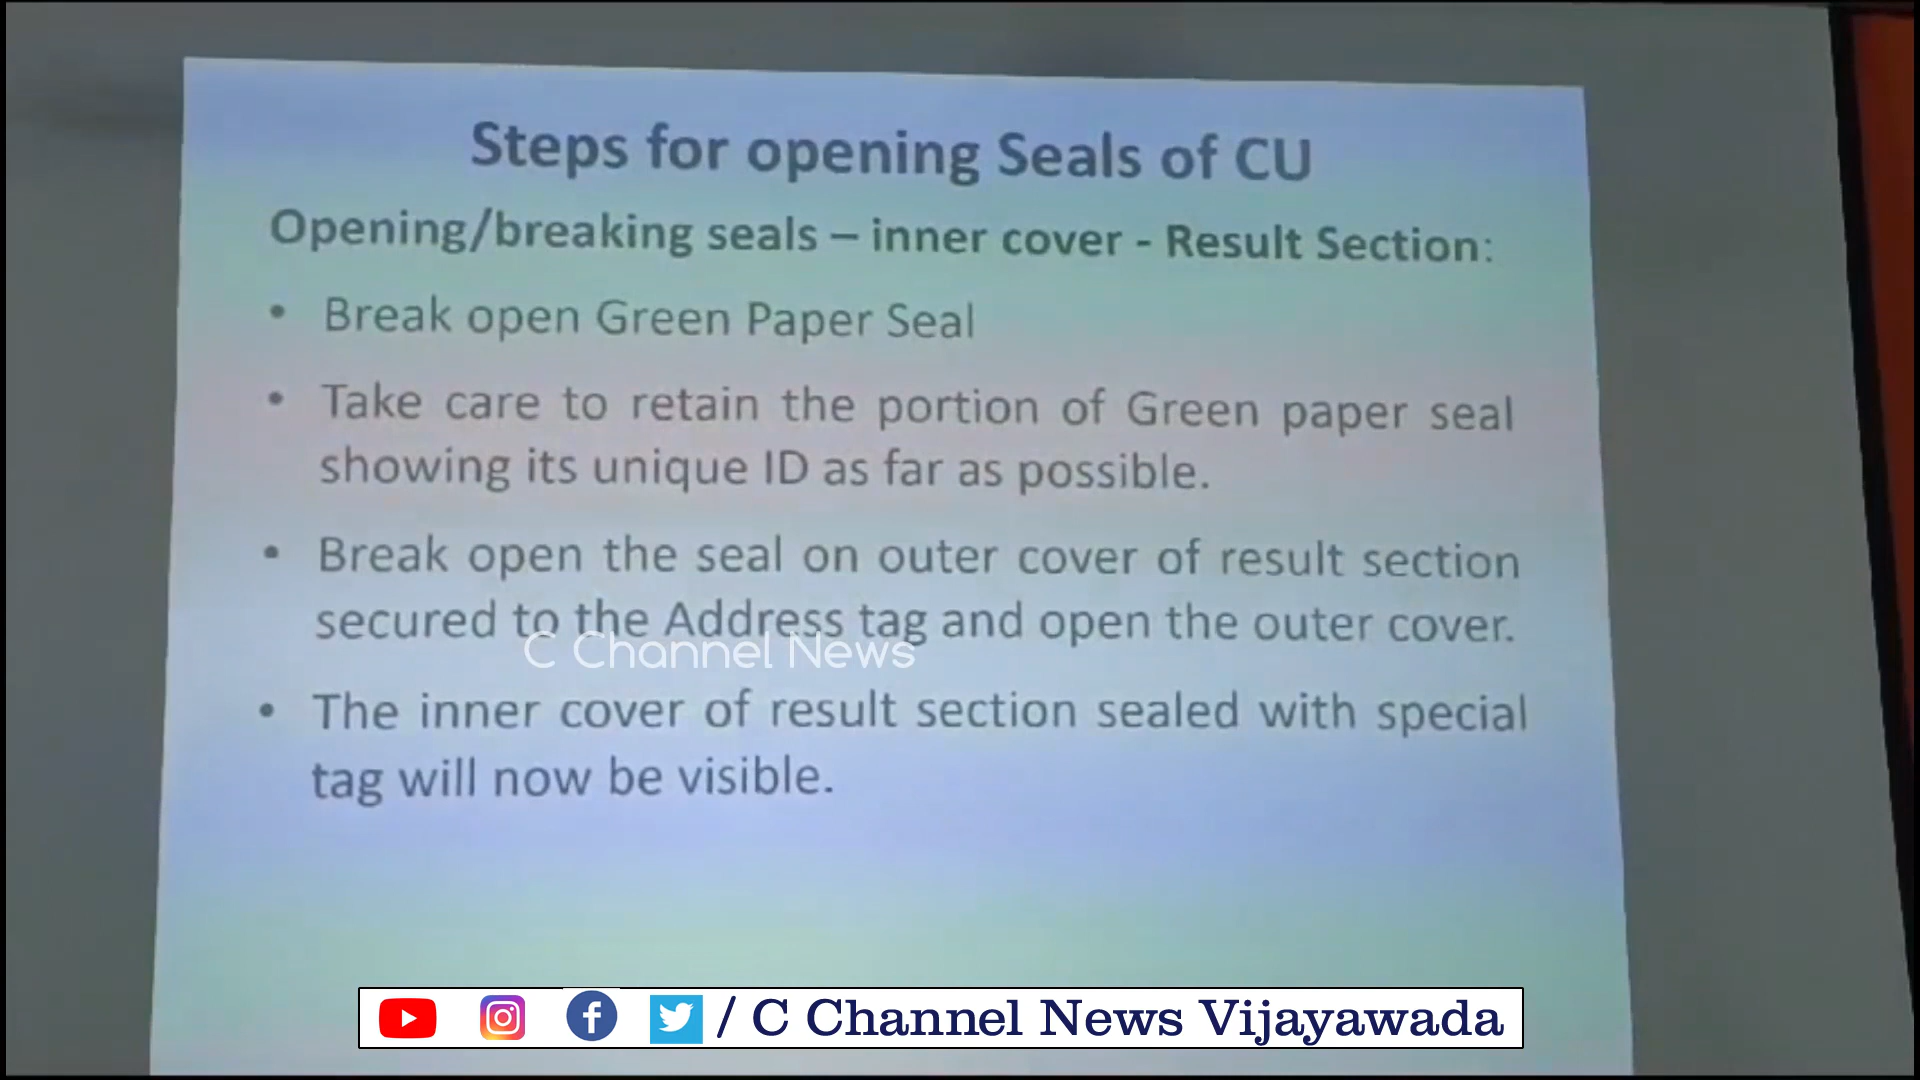 Steps for opening Seals of CU
Opening/breaking seals – inner cover - Result Section:
• Break open Green Paper Seal
• Take care to retain the portion of Green paper seal
showing its unique ID as far as possible.
• Break open the seal on outer cover of result section
secured to the Address tag and open the outer cover.
C Channel News
• The inner cover of result section sealed with special
tag will now be visible.
/ C Channel News Vijayawada